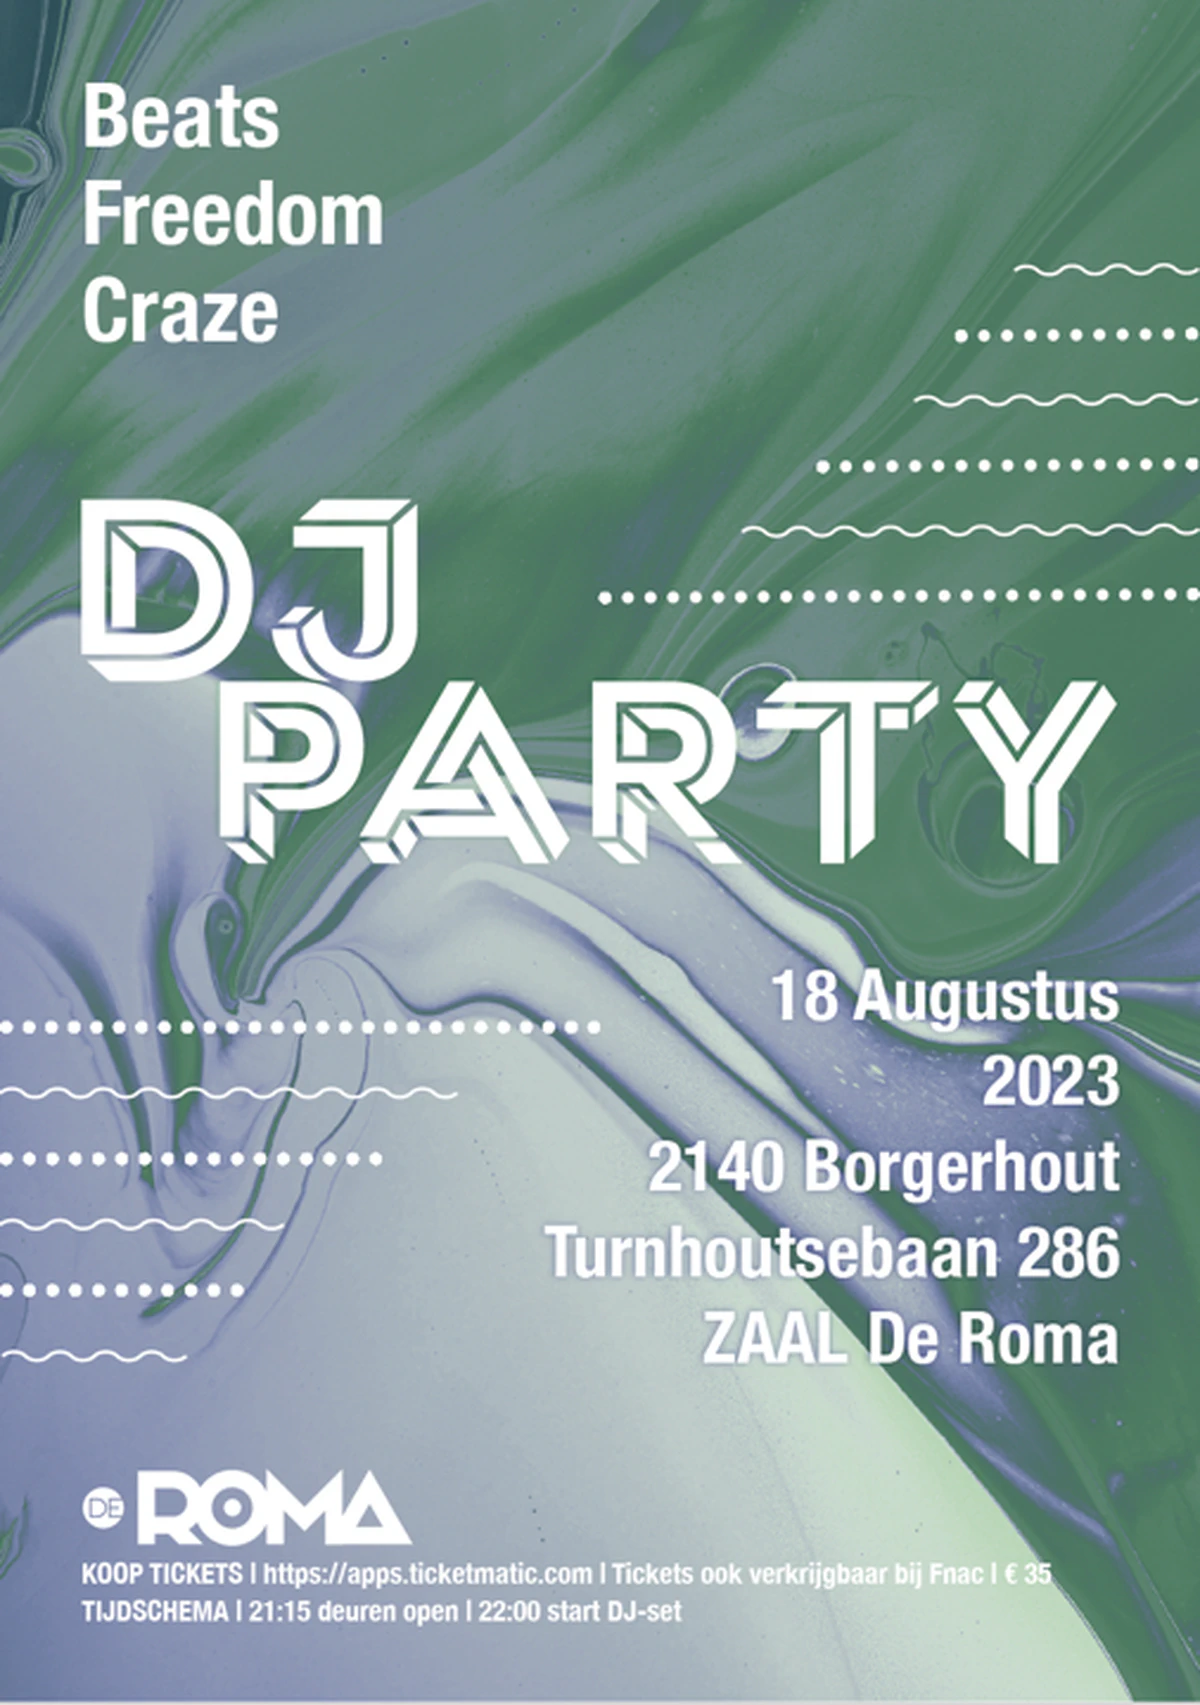 Beats
Freedom
Craze
DJ
PARTY
18 Augustus
2023
2140 Borgerhout
Turnhoutsebaan 286
ZAAL De Roma
DE ROMA
KOOP TICKETS | https://apps.ticketmatic.com | Tickets ook verkrijgbaar bij Fnac | € 35
TIJDSCHEMA | 21:15 deuren open | 22:00 start DJ-set